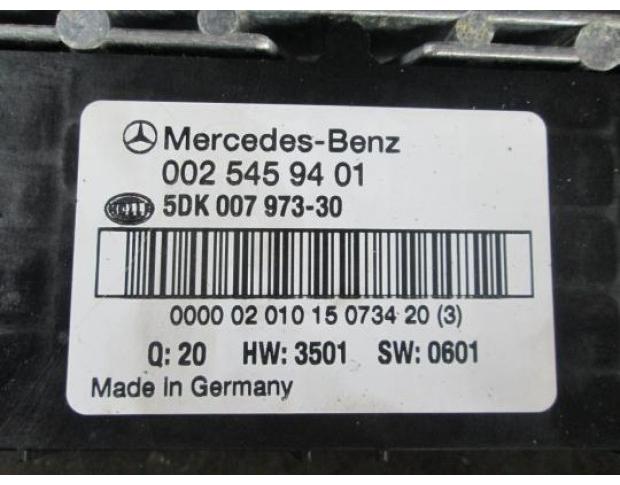 Mercedes-Benz
002 545 94 01
HELLA 5DK 007 973-30
0000 02 010 15 0734 20 (3)
Q: 20 HW: 3501 SW: 0601
Made in Germany